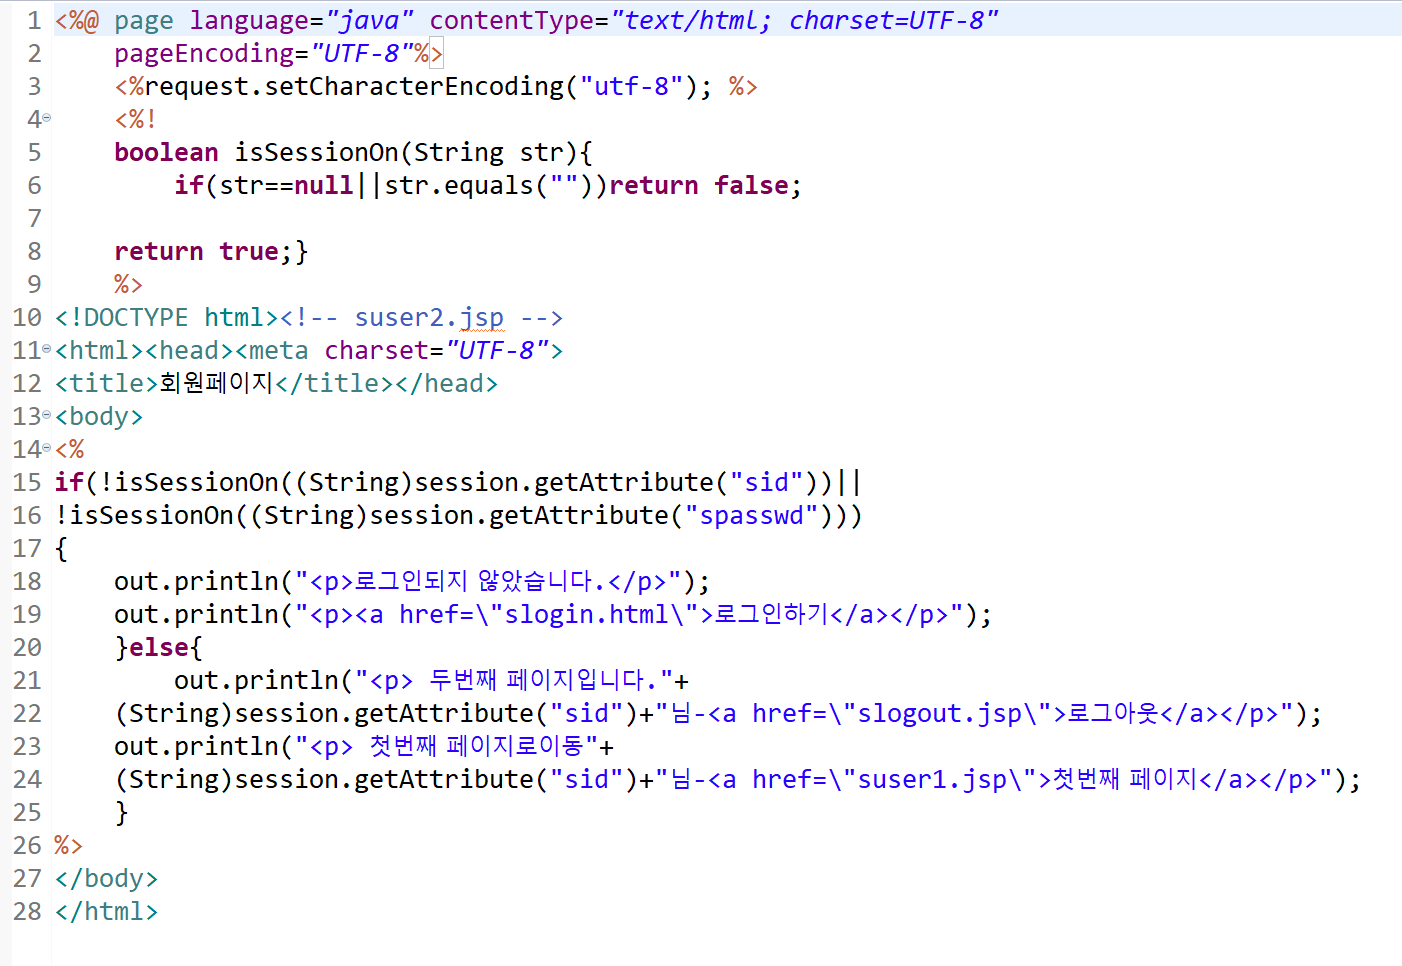 1 <%@ page language="java" contentType="text/html; charset=UTF-8"
2     pageEncoding="UTF-8"%>
3     <%request.setCharacterEncoding("utf-8"); %>
4     <%!
5     boolean isSessionOn(String str){
6         if(str==null||str.equals(""))return false;
7
8     return true;}
9     %>
10 <!DOCTYPE html><!-- suser2.jsp -->
11 <html><head><meta charset="UTF-8">
12 <title>회원페이지</title></head>
13 <body>
14 <%
15 if(!isSessionOn((String)session.getAttribute("sid"))||
16 !isSessionOn((String)session.getAttribute("spasswd")))
17 {
18     out.println("<p>로그인되지 않았습니다.</p>");
19     out.println("<p><a href=\"slogin.html\">로그인하기</a></p>");
20     }else{
21         out.println("<p> 두번째 페이지입니다."+
22     (String)session.getAttribute("sid")+"님-<a href=\"slogout.jsp\">로그아웃</a></p>");
23     out.println("<p> 첫번째 페이지로이동"+
24     (String)session.getAttribute("sid")+"님-<a href=\"suser1.jsp\">첫번째 페이지</a></p>");
25     }
26 %>
27 </body>
28 </html>